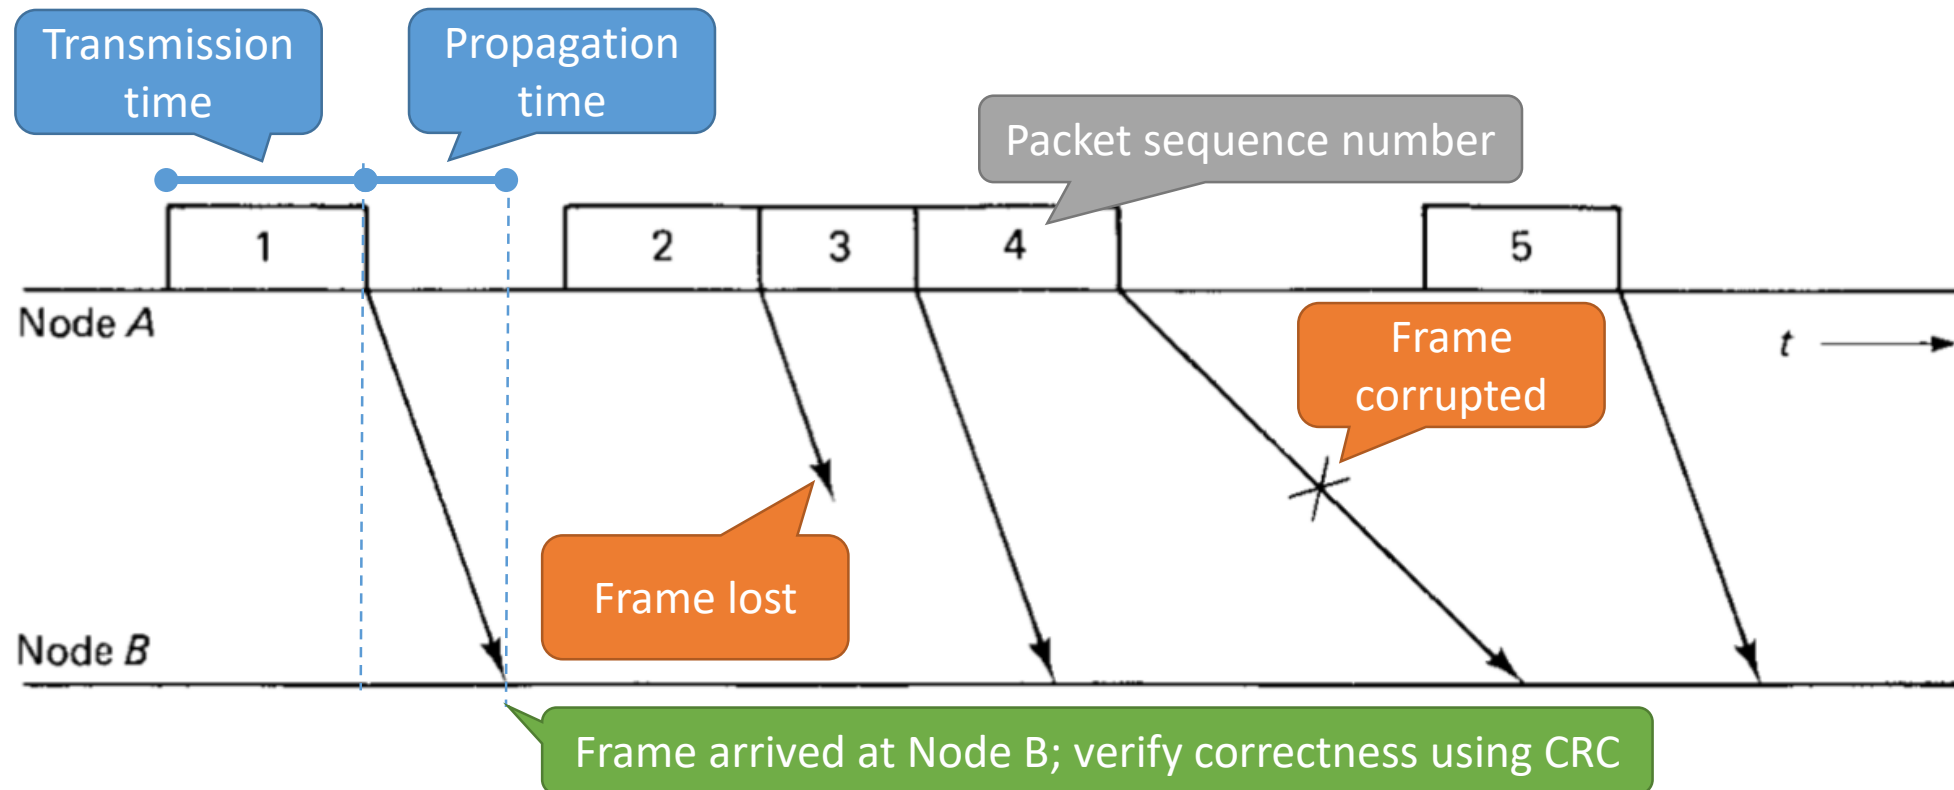 Transmission
time
Propagation
time
Packet sequence number
1
2
3
4
5
Node A
t
Frame
corrupted
Frame lost
Node B
Frame arrived at Node B; verify correctness using CRC